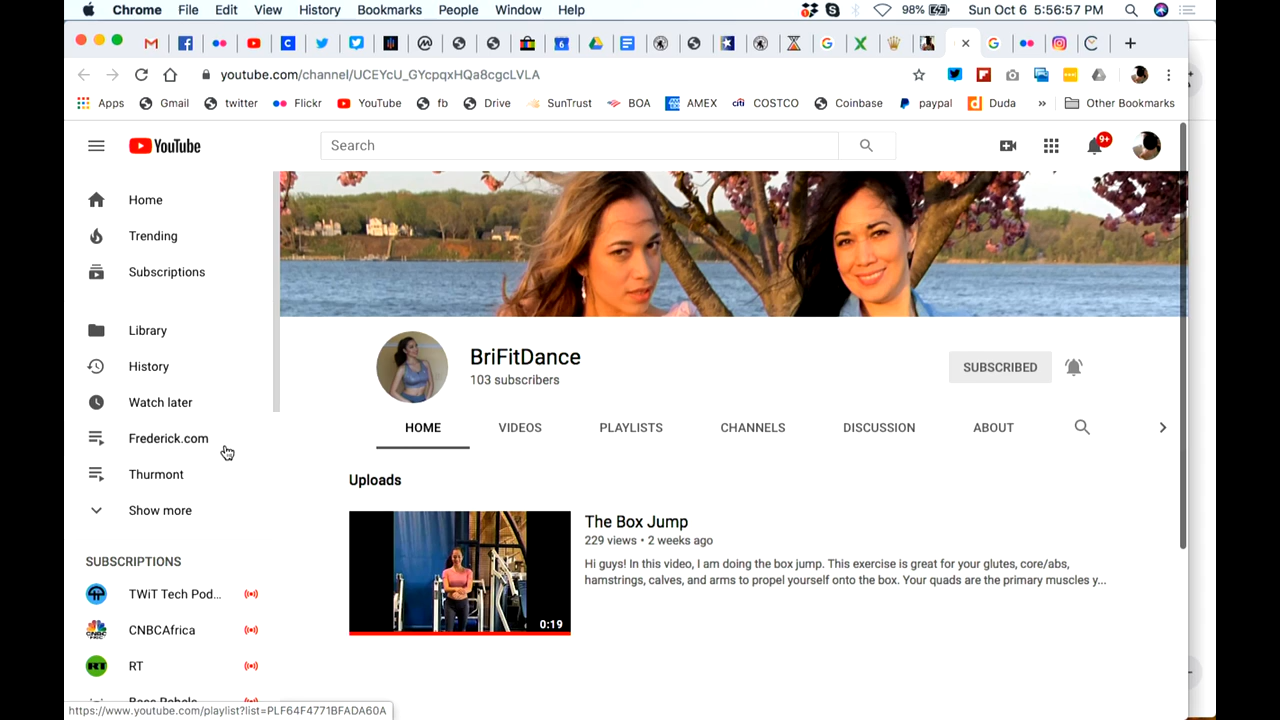 Chrome File Edit View History Bookmarks People Window Help 98% Sun Oct 6 5:56:57 PM
youtube.com/channel/UCEYcU_GYcpqxHQa8cgcLVLA
Apps Gmail twitter Flickr YouTube fb Drive SunTrust BOA AMEX COSTCO Coinbase paypal Duda » Other Bookmarks
YouTube Search 9+
Home
Trending
Subscriptions
Library
History
Watch later
Frederick.com
Thurmont
Show more
SUBSCRIPTIONS
TWiT Tech Pod...
CNBCAfrica
RT
BriFitDance
103 subscribers
SUBSCRIBED
HOME VIDEOS PLAYLISTS CHANNELS DISCUSSION ABOUT
Uploads
The Box Jump
229 views • 2 weeks ago
Hi guys! In this video, I am doing the box jump. This exercise is great for your glutes, core/abs,
hamstrings, calves, and arms to propel yourself onto the box. Your quads are the primary muscles y...
0:19
https://www.youtube.com/playlist?list=PLF64F4771BFADA60A